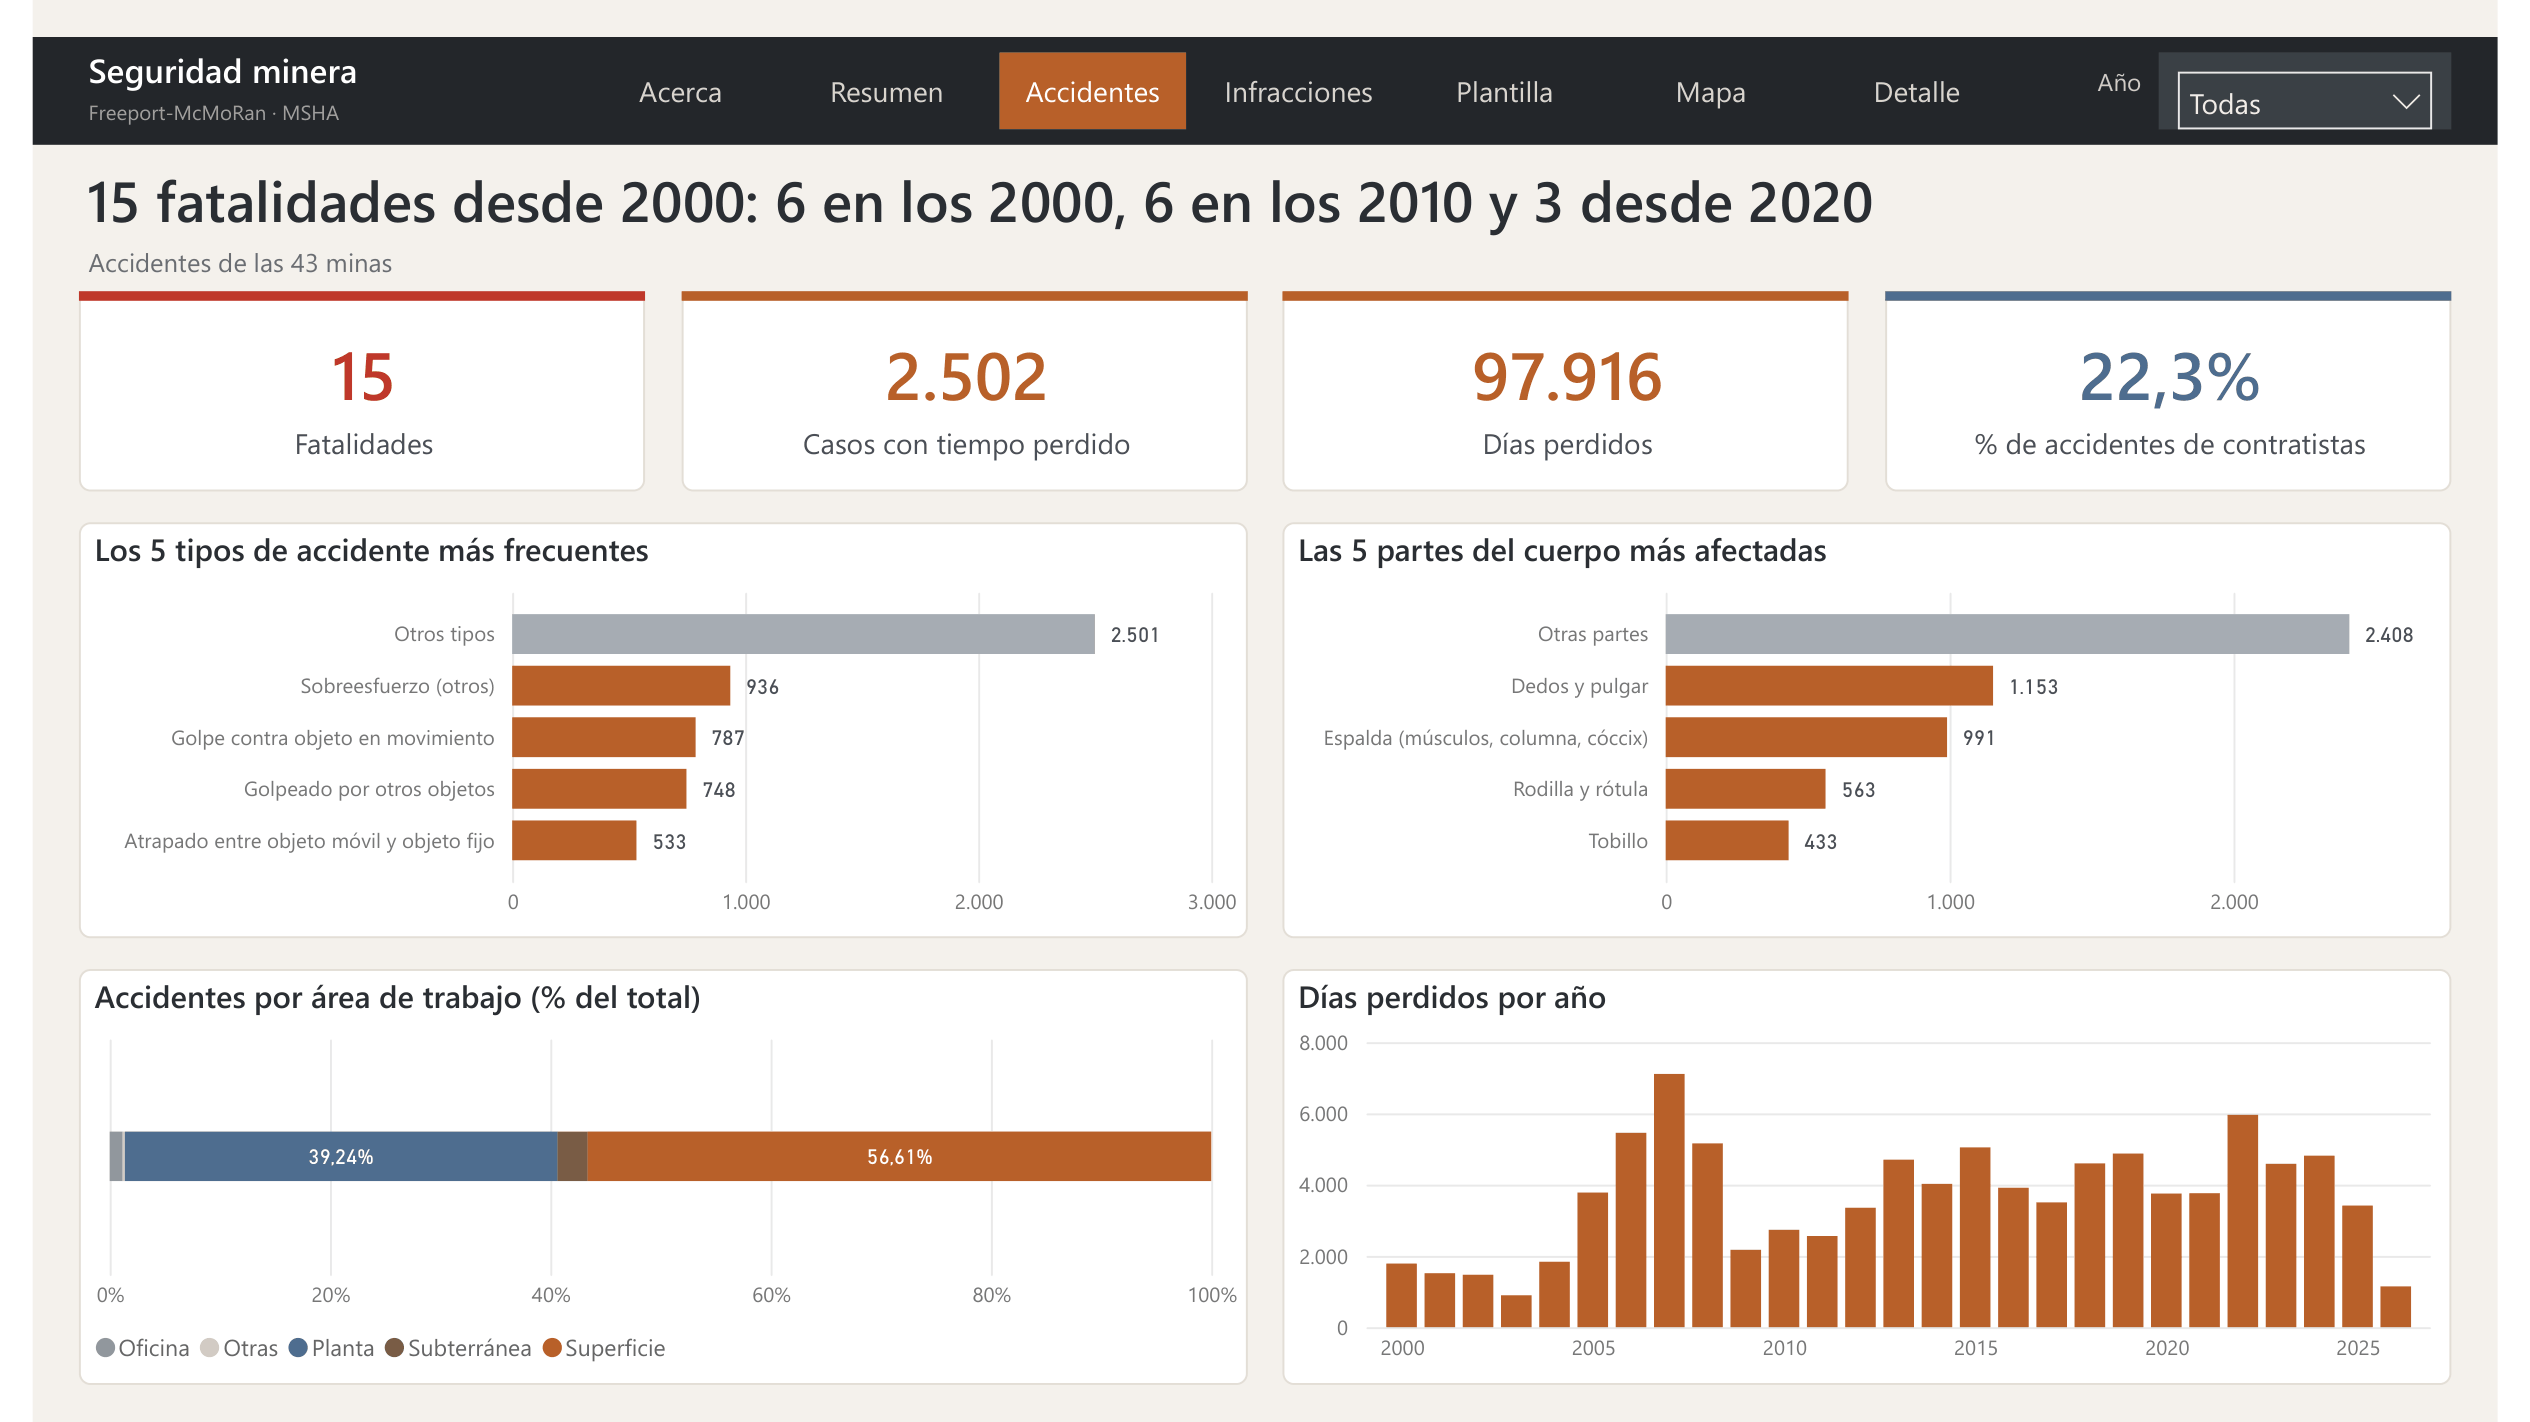 Seguridad minera
Freeport-McMoRan · MSHA
Acerca
Resumen
Accidentes
Infracciones
Plantilla
Mapa
Detalle
Año
Todas
15 fatalidades desde 2000: 6 en los 2000, 6 en los 2010 y 3 desde 2020
Accidentes de las 43 minas
15
Fatalidades
2.502
Casos con tiempo perdido
97.916
Días perdidos
22,3%
% de accidentes de contratistas
Los 5 tipos de accidente más frecuentes
Otros tipos 2.501
Sobreesfuerzo (otros) 936
Golpe contra objeto en movimiento 787
Golpeado por otros objetos 748
Atrapado entre objeto móvil y objeto fijo 533
0 1.000 2.000 3.000
Las 5 partes del cuerpo más afectadas
Otras partes 2.408
Dedos y pulgar 1.153
Espalda (músculos, columna, cóccix) 991
Rodilla y rótula 563
Tobillo 433
0 1.000 2.000
Accidentes por área de trabajo (% del total)
39,24% 56,61%
0% 20% 40% 60% 80% 100%
Oficina Otras Planta Subterránea Superficie
Días perdidos por año
8.000
6.000
4.000
2.000
0
2000 2005 2010 2015 2020 2025